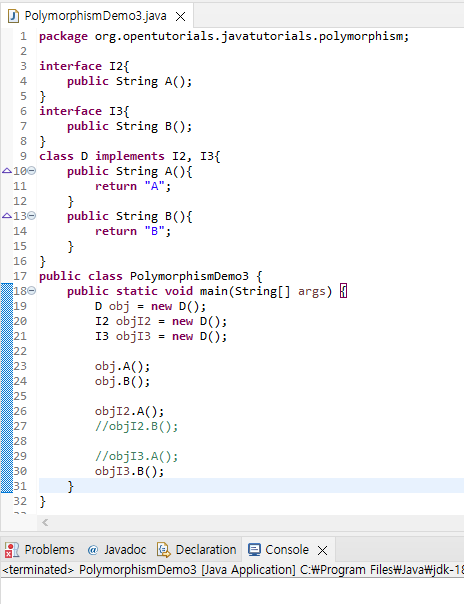 PolymorphismDemo3.java
1 package org.opentutorials.javatutorials.polymorphism;
2
3 interface I2{
4     public String A();
5 }
6 interface I3{
7     public String B();
8 }
9 class D implements I2, I3{
10     public String A(){
11         return "A";
12     }
13     public String B(){
14         return "B";
15     }
16 }
17 public class PolymorphismDemo3 {
18     public static void main(String[] args) {
19         D obj = new D();
20         I2 objI2 = new D();
21         I3 objI3 = new D();
22
23         obj.A();
24         obj.B();
25
26         objI2.A();
27         //objI2.B();
28
29         //objI3.A();
30         objI3.B();
31     }
32 }
Problems @ Javadoc Declaration Console
<terminated> PolymorphismDemo3 [Java Application] C:₩Program Files₩Java₩jdk-18